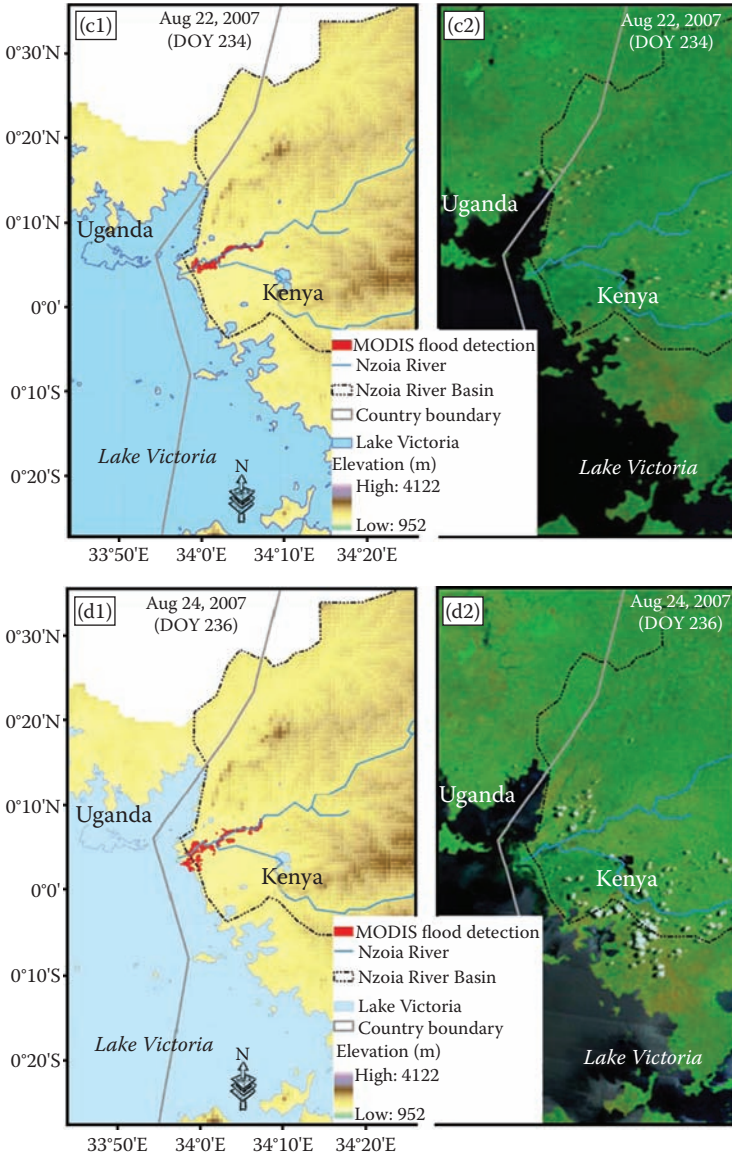 (c1)
Aug 22, 2007
(DOY 234)
0°30'N
0°20'N
0°10'N
0°0'
0°10'S
0°20'S
Uganda
Kenya
Lake Victoria
N
MODIS flood detection
Nzoia River
Nzoia River Basin
Country boundary
Lake Victoria
Elevation (m)
High: 4122
Low: 952
33°50'E 34°0'E 34°10'E 34°20'E
(c2)
Aug 22, 2007
(DOY 234)
Uganda
Kenya
Lake Victoria
(d1)
Aug 24, 2007
(DOY 236)
0°30'N
0°20'N
0°10'N
0°0'
0°10'S
0°20'S
Uganda
Kenya
Lake Victoria
N
MODIS flood detection
Nzoia River
Nzoia River Basin
Lake Victoria
Country boundary
Elevation (m)
High: 4122
Low: 952
33°50'E 34°0'E 34°10'E 34°20'E
(d2)
Aug 24, 2007
(DOY 236)
Uganda
Kenya
Lake Victoria